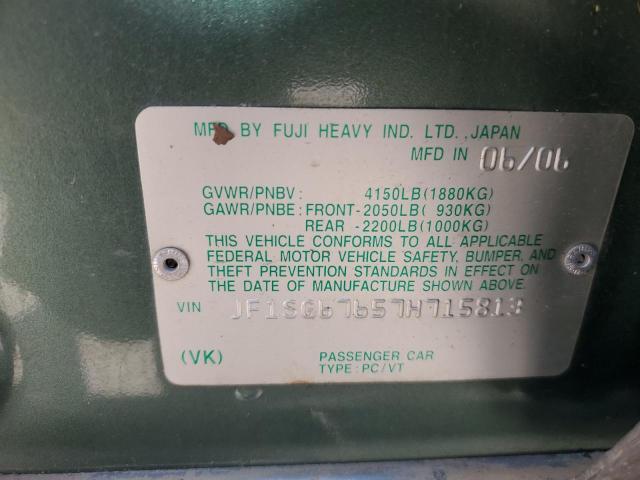 MFD BY FUJI HEAVY IND. LTD., JAPAN
MFD IN 06/06
GVWR/PNBV: 4150LB(1880KG)
GAWR/PNBE: FRONT-2050LB( 930KG)
REAR -2200LB(1000KG)
THIS VEHICLE CONFORMS TO ALL APPLICABLE
FEDERAL MOTOR VEHICLE SAFETY, BUMPER, AND
THEFT PREVENTION STANDARDS IN EFFECT ON
THE DATE OF MANUFACTURE SHOWN ABOVE.
VIN JF1SG67657H715813
(VK) PASSENGER CAR
TYPE:PC/VT